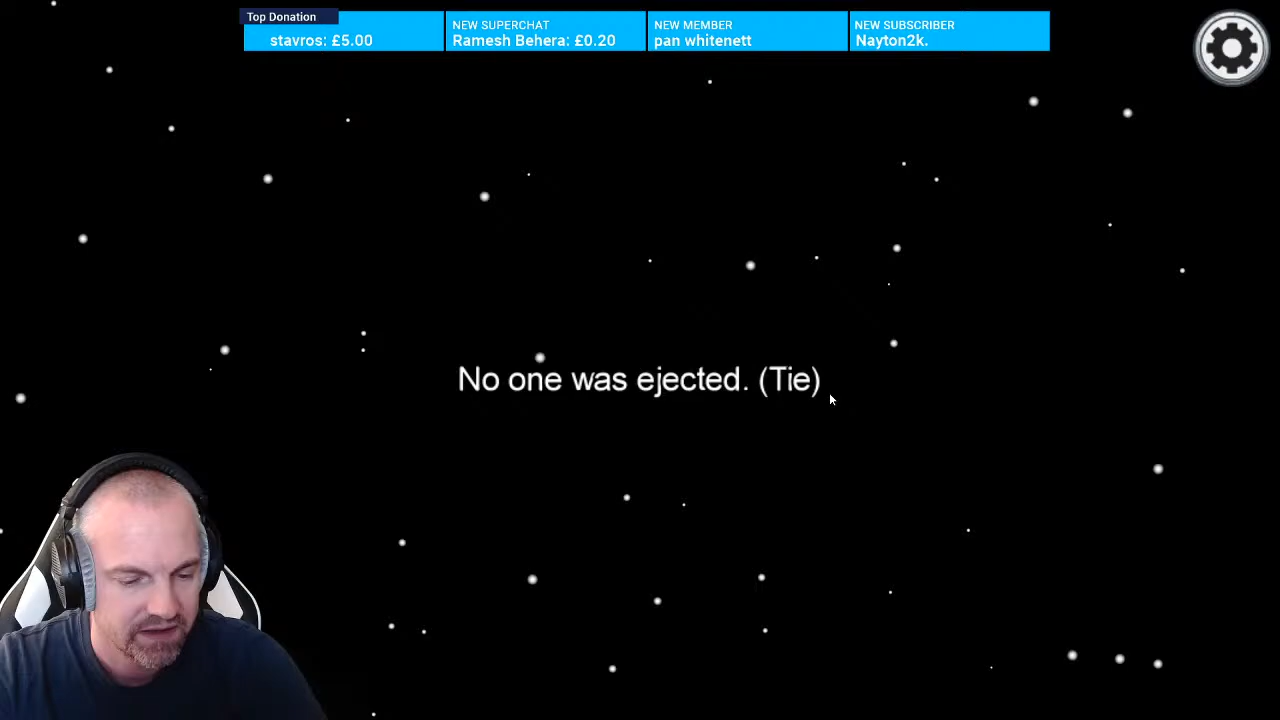 Top Donation
stavros: £5.00
NEW SUPERCHAT
Ramesh Behera: £0.20
NEW MEMBER
pan whitenett
NEW SUBSCRIBER
Nayton2k.
No one was ejected. (Tie)